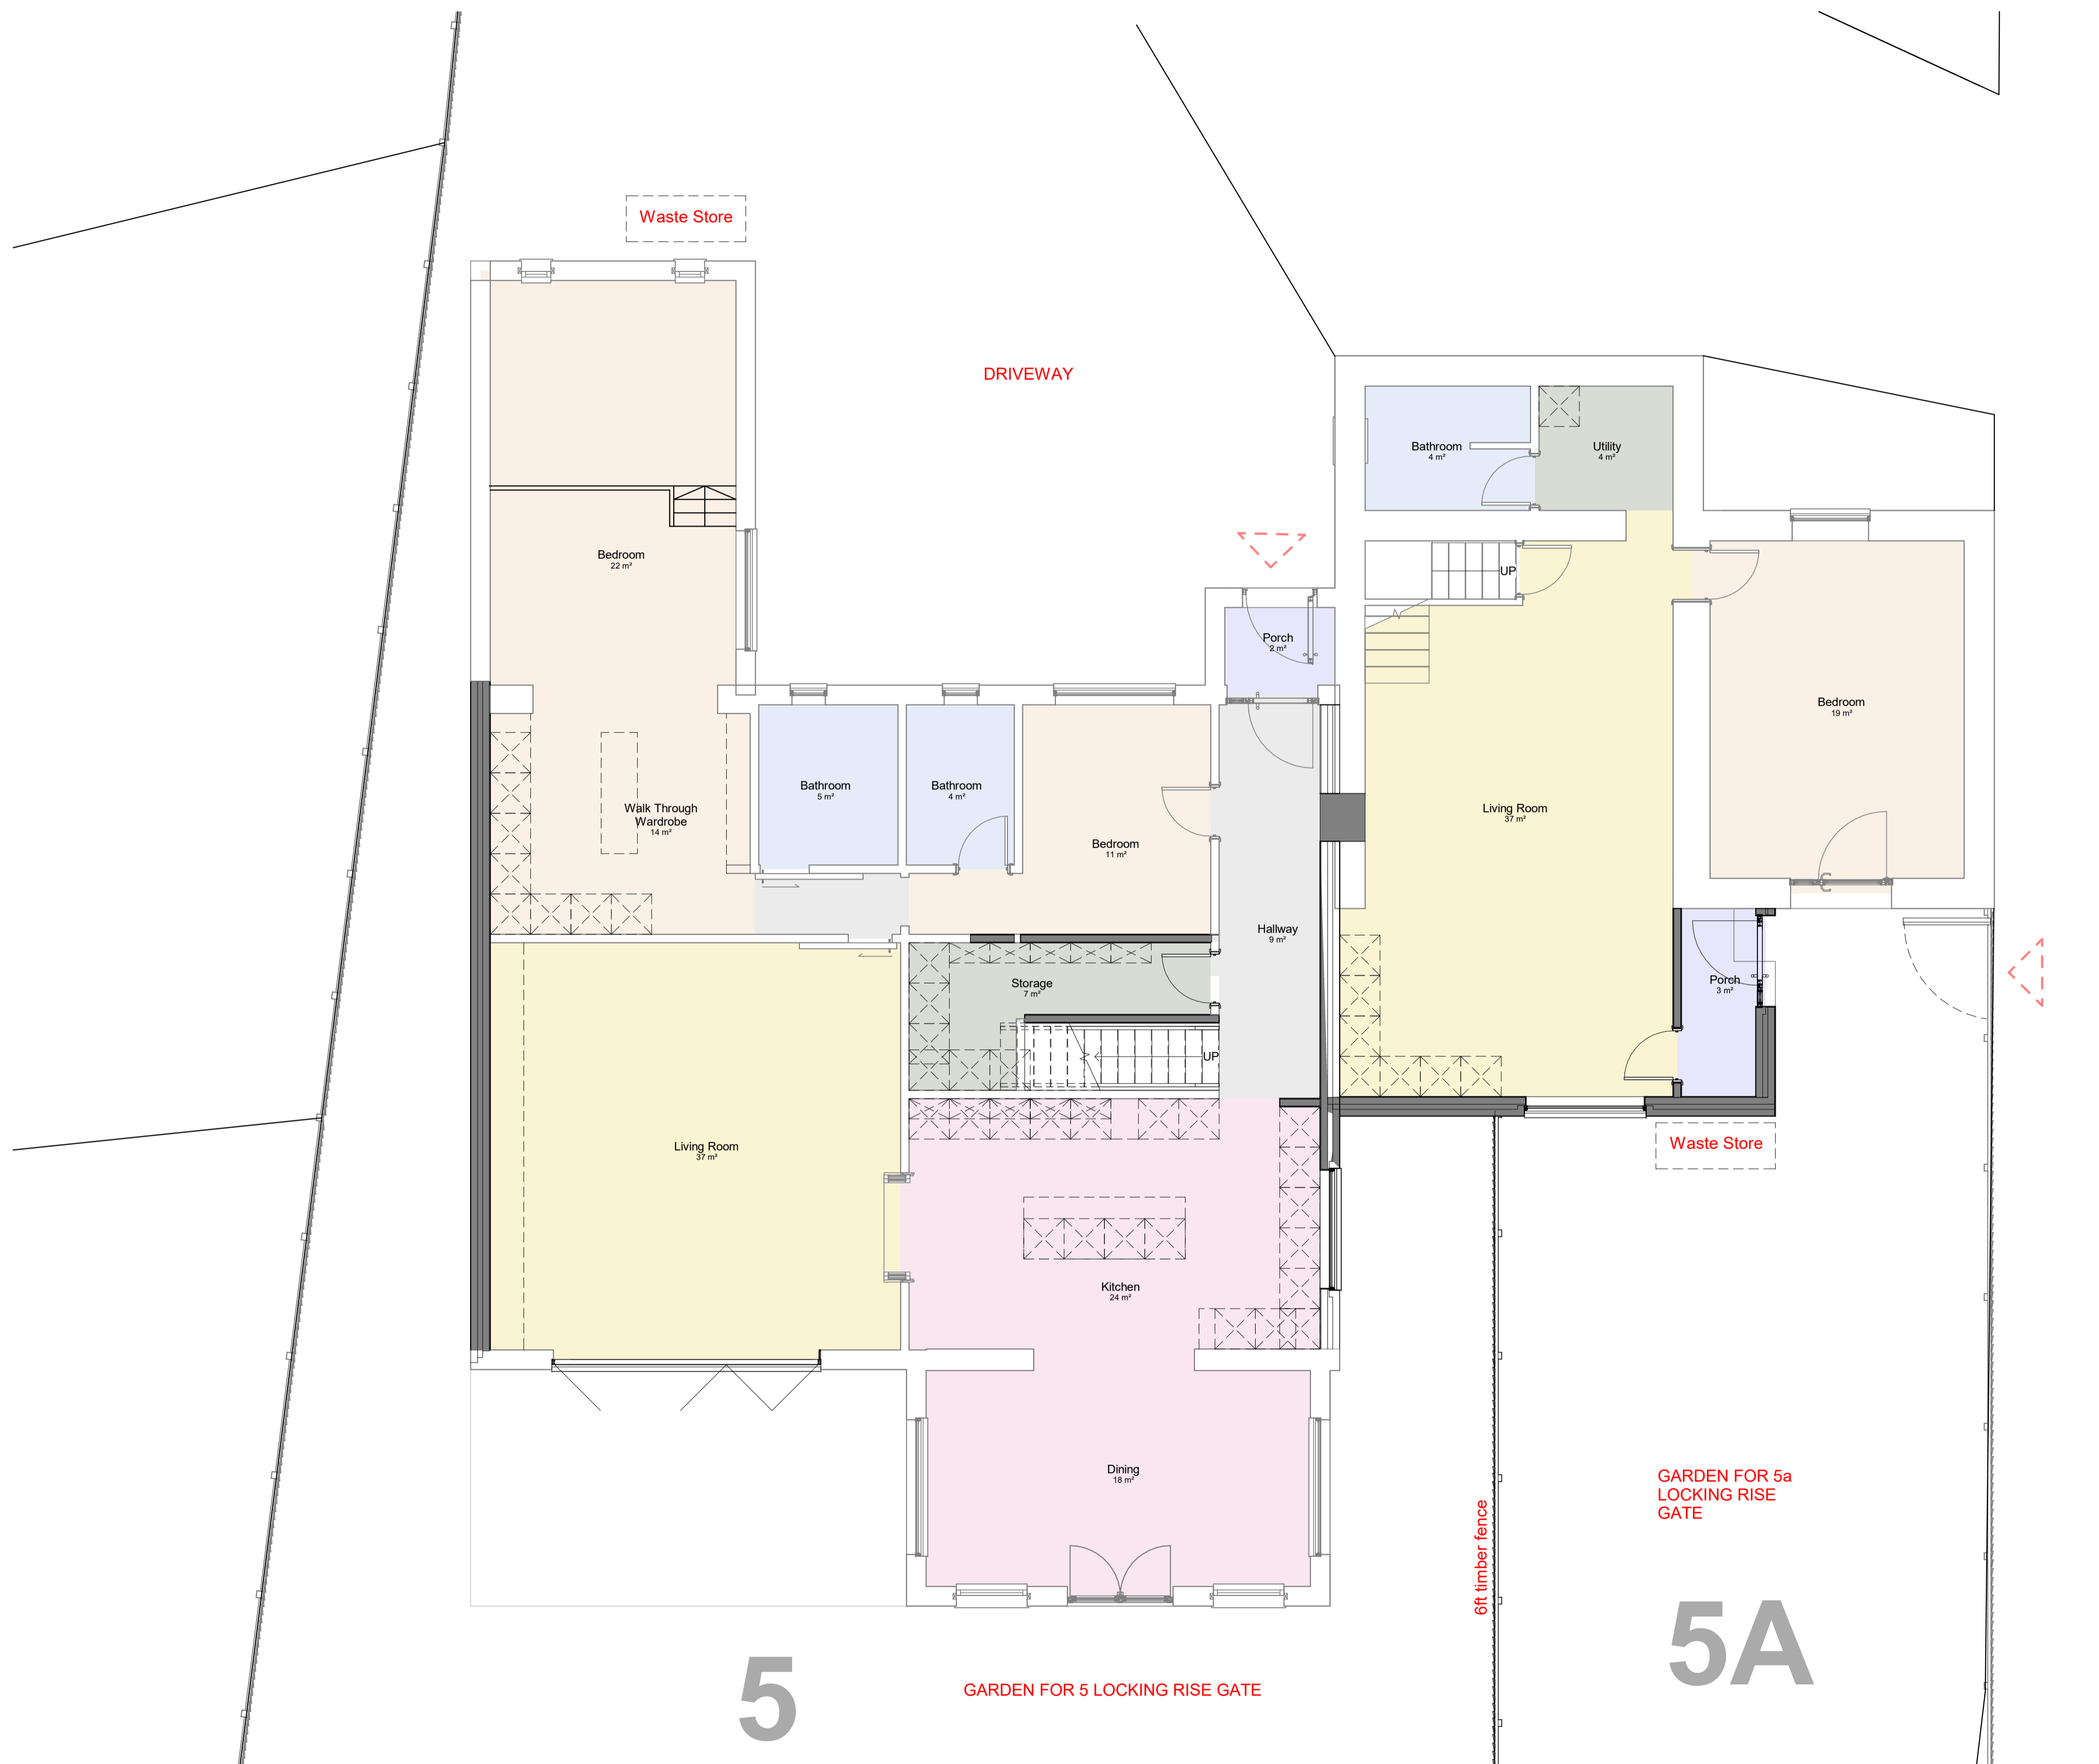 Waste Store
DRIVEWAY
Bathroom
4 m²
Utility
4 m²
Bedroom
22 m²
UP
Porch
2 m²
Bedroom
19 m²
Bathroom
5 m²
Bathroom
4 m²
Walk Through
Wardrobe
14 m²
Living Room
37 m²
Bedroom
11 m²
Hallway
9 m²
Storage
7 m²
Porch
3 m²
UP
Living Room
37 m²
Waste Store
Kitchen
24 m²
Dining
18 m²
GARDEN FOR 5a
LOCKING RISE
GATE
6ft timber fence
5
5A
GARDEN FOR 5 LOCKING RISE GATE